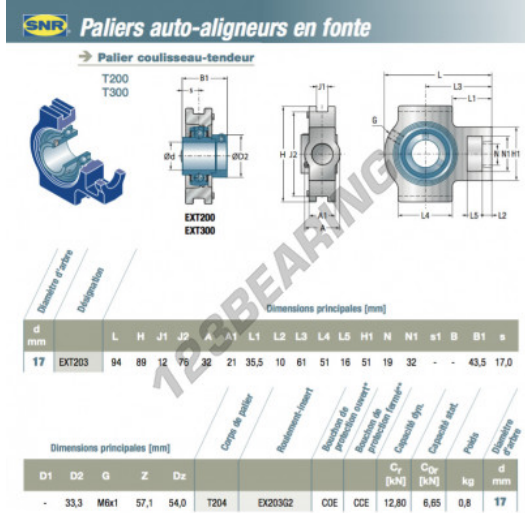 SNR Paliers auto-aligneurs en fonte
Palier coulisseau-tendeur
T200
T300
B1
s
Ød
ØD2
EXT200
EXT300
J1
H
J2
A1
A
L
L3
L1
G
N
N1
H1
L4
L5
L2
123BEARING
Diamètre d'arbre
Désignation
Dimensions principales [mm]
d mm L H J1 J2 A A1 L1 L2 L3 L4 L5 H1 N N1 s1 B B1 s
17 EXT203 94 89 12 76 32 21 35,5 10 61 51 16 51 19 32 - - 43,5 17,0
Dimensions principales [mm]
Corps de palier
Roulement-insert
Bouchon de protection ouvert*
Bouchon de protection fermé**
Capacité dyn.
Capacité stat.
Poids
Diamètre d'arbre
D1 D2 G Z Dz Cr [kN] C0r [kN] kg d mm
- 33,3 M6x1 57,1 54,0 T204 EX203G2 COE CCE 12,80 6,65 0,8 17